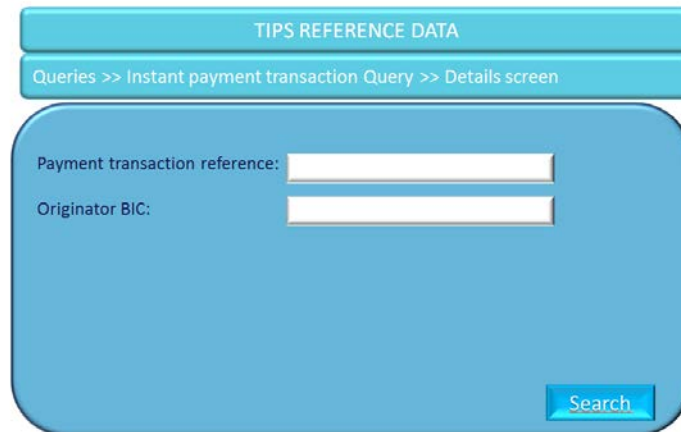 TIPS REFERENCE DATA
Queries >> Instant payment transaction Query >> Details screen
Payment transaction reference:
Originator BIC:
Search